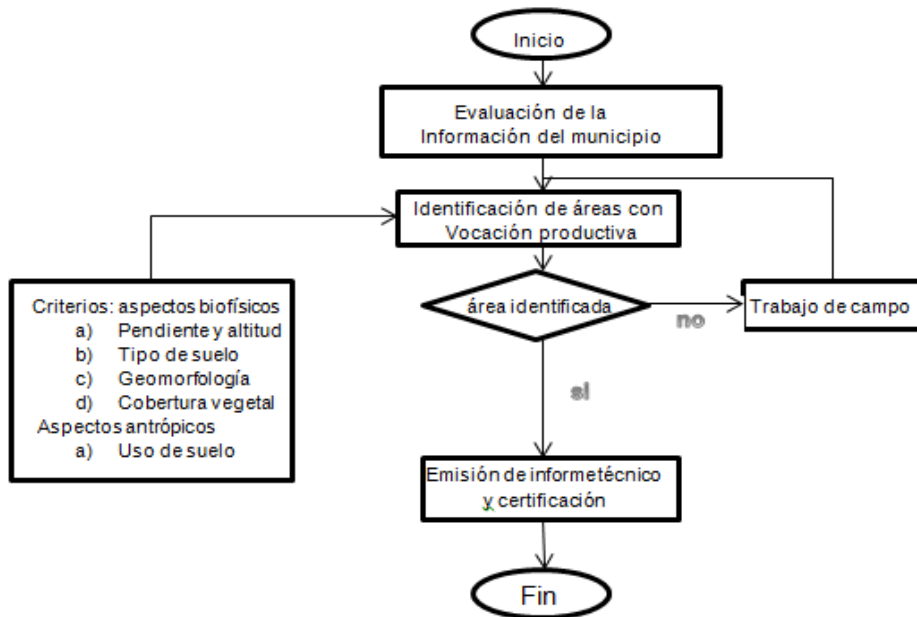 Inicio
Evaluación de la
Información del municipio
Identificación de áreas con
Vocación productiva
Criterios: aspectos biofísicos
a) Pendiente y altitud
b) Tipo de suelo
c) Geomorfología
d) Cobertura vegetal
Aspectos antrópicos
a) Uso de suelo
área identificada
no
Trabajo de campo
si
Emisión de informetécnico
y certificación
Fin